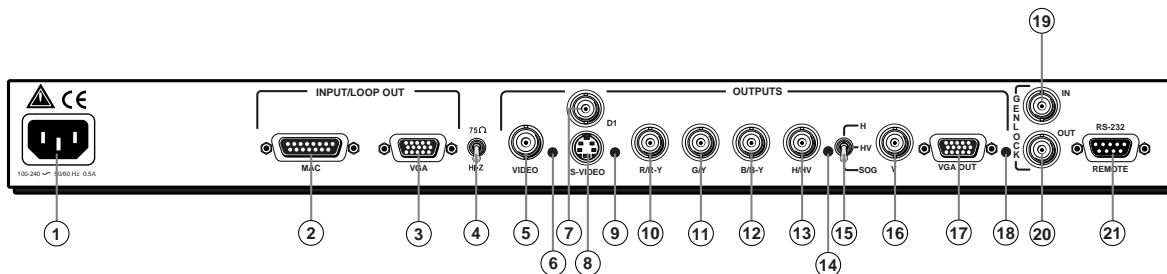 19
INPUT/LOOP OUT
OUTPUTS
CE
75Ω
D1
H
HV
SOG
GENLOCK
IN
OUT
RS-232
100-240 ~ 50/60 Hz 0.5A
MAC
VGA
HI-Z
VIDEO
S-VIDEO
R/R-Y
G/Y
B/B-Y
H/HV
V
VGA OUT
REMOTE
1
2
3
4
5
6
7
8
9
10
11
12
13
14
15
16
17
18
20
21